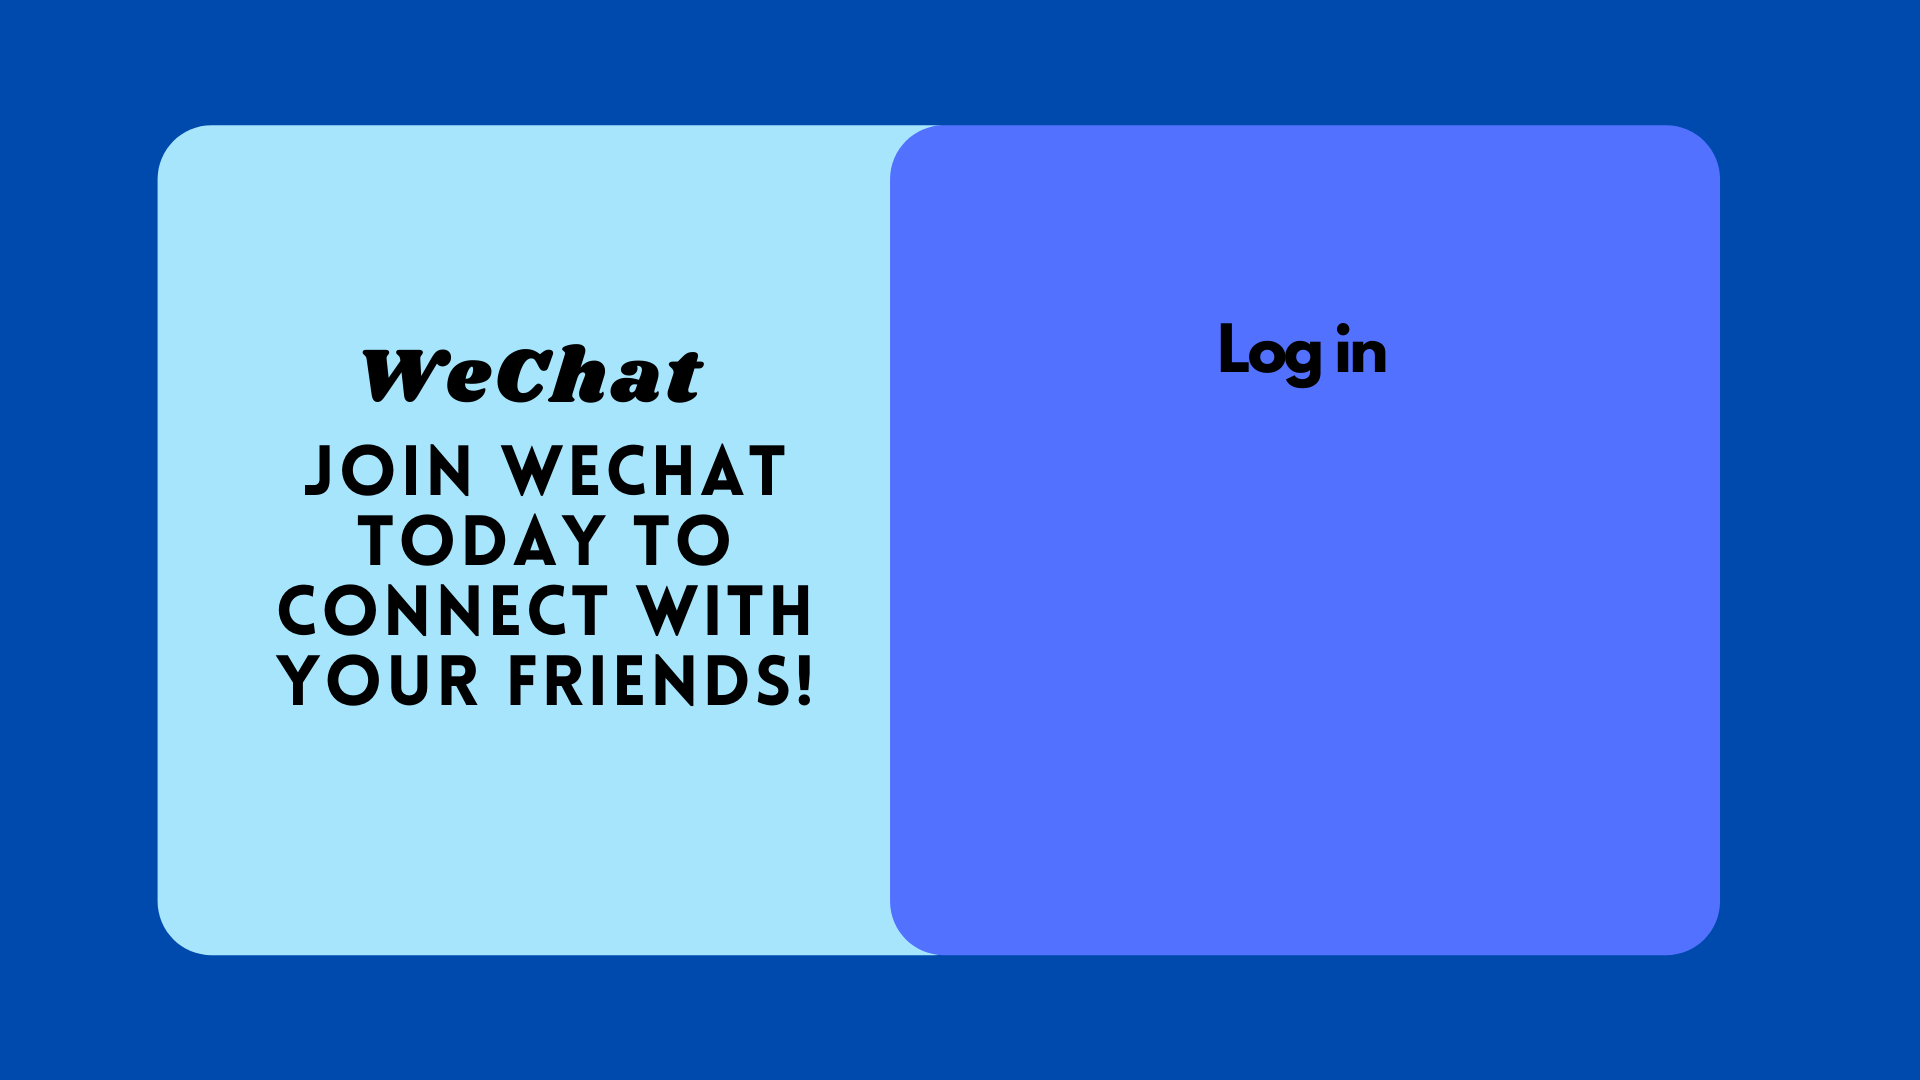 WeChat
JOIN WECHAT
TODAY TO
CONNECT WITH
YOUR FRIENDS!
Log in